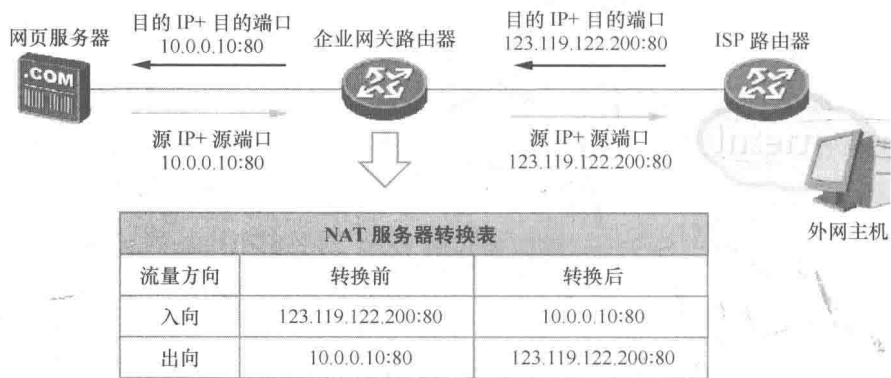 目的 IP+ 目的端口
10.0.0.10:80
目的 IP+ 目的端口
123.119.122.200:80
网页服务器
企业网关路由器
ISP 路由器
.COM
源 IP+ 源端口
10.0.0.10:80
源 IP+ 源端口
123.119.122.200:80
Intern
外网主机
NAT 服务器转换表
流量方向 转换前 转换后
入向 123.119.122.200:80 10.0.0.10:80
出向 10.0.0.10:80 123.119.122.200:80